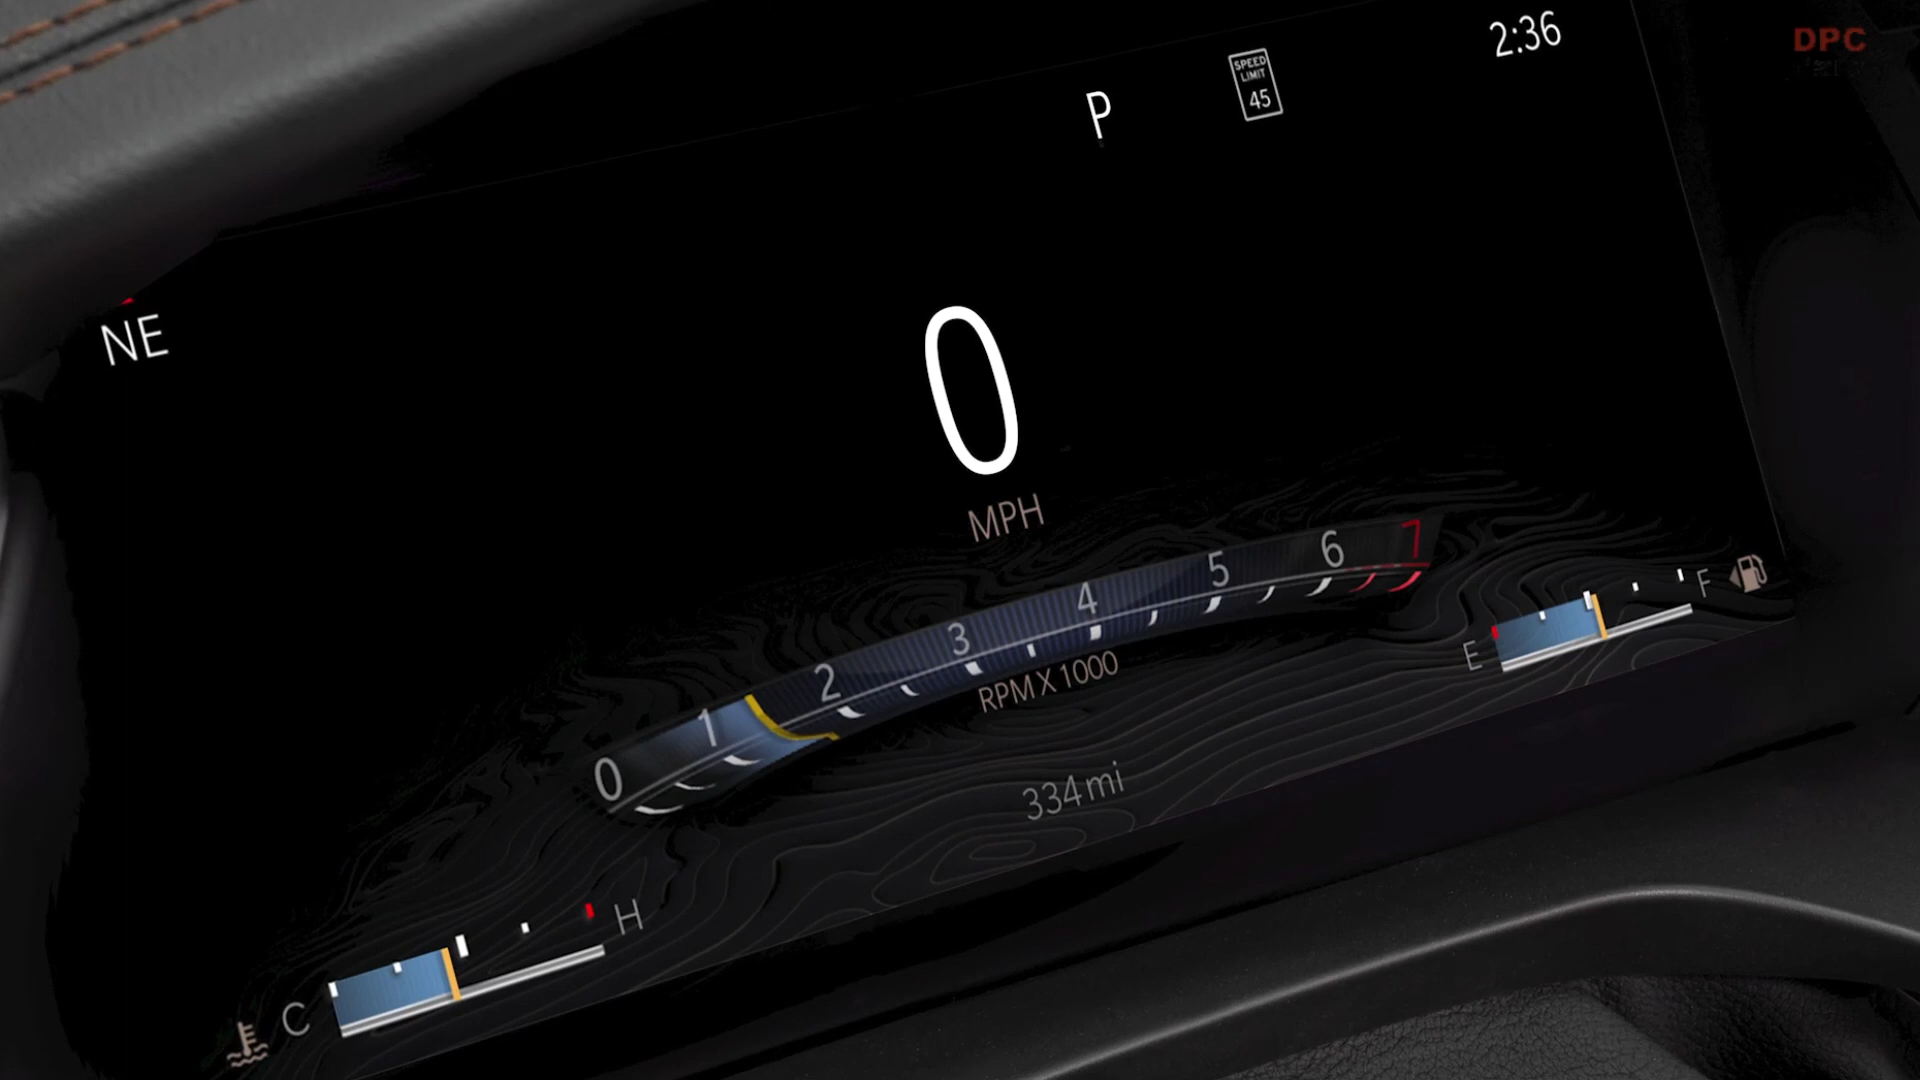 2:36
DPC
SPEED
LIMIT
45
P
NE
0
MPH
0 1 2 3 4 5 6 7
RPM X 1000
E F
334 mi
C H